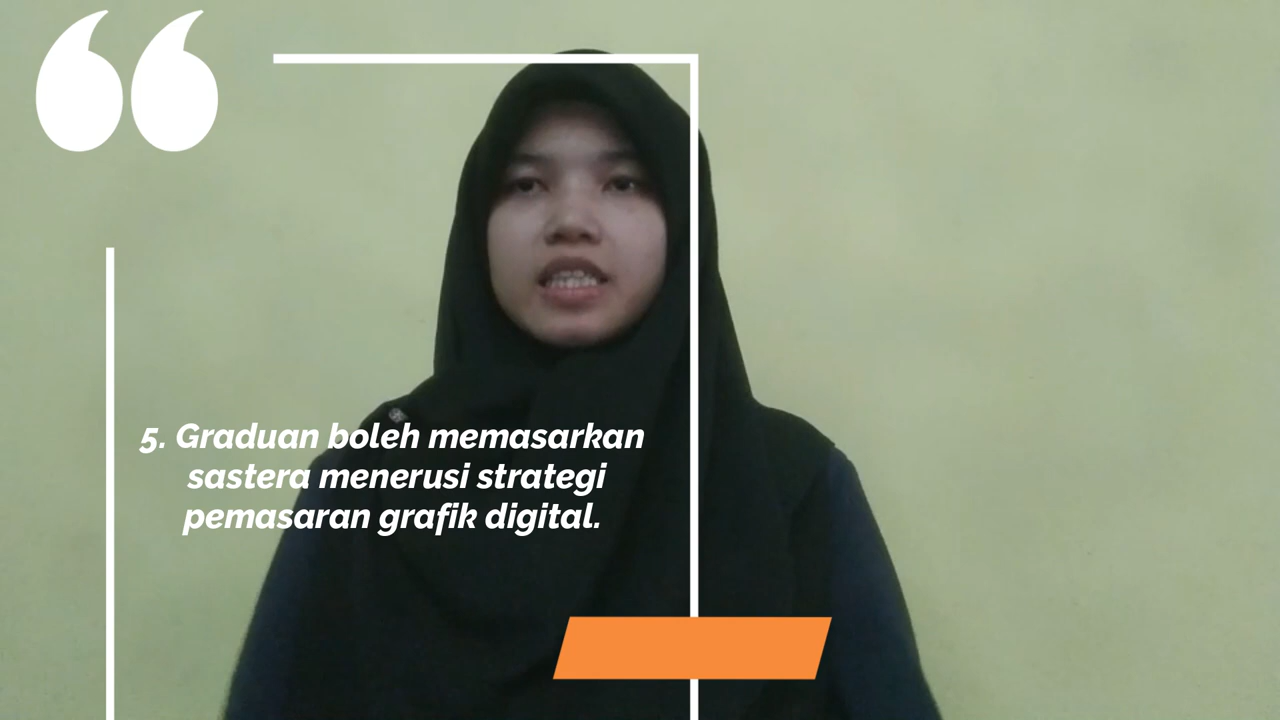 5. Graduan boleh memasarkan
sastera menerusi strategi
pemasaran grafik digital.